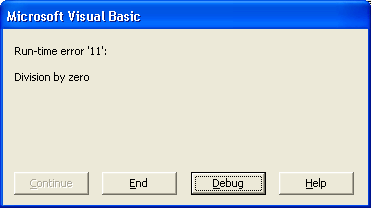 Microsoft Visual Basic
Run-time error '11':
Division by zero
Continue
End
Debug
Help